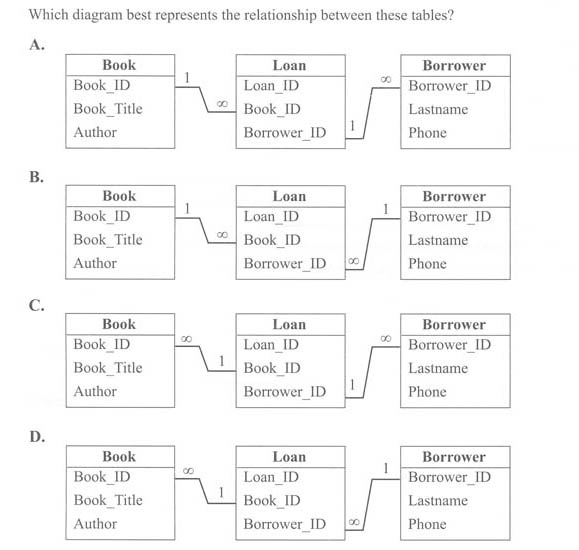 Which diagram best represents the relationship between these tables?
A.
Book Loan Borrower
Book_ID 1 Loan_ID ∞ Borrower_ID
Book_Title ∞ Book_ID Lastname
Author Borrower_ID 1 Phone
B.
Book Loan Borrower
Book_ID 1 Loan_ID 1 Borrower_ID
Book_Title ∞ Book_ID Lastname
Author Borrower_ID ∞ Phone
C.
Book Loan Borrower
Book_ID ∞ Loan_ID ∞ Borrower_ID
Book_Title 1 Book_ID Lastname
Author Borrower_ID 1 Phone
D.
Book Loan Borrower
Book_ID ∞ Loan_ID 1 Borrower_ID
Book_Title 1 Book_ID Lastname
Author Borrower_ID ∞ Phone